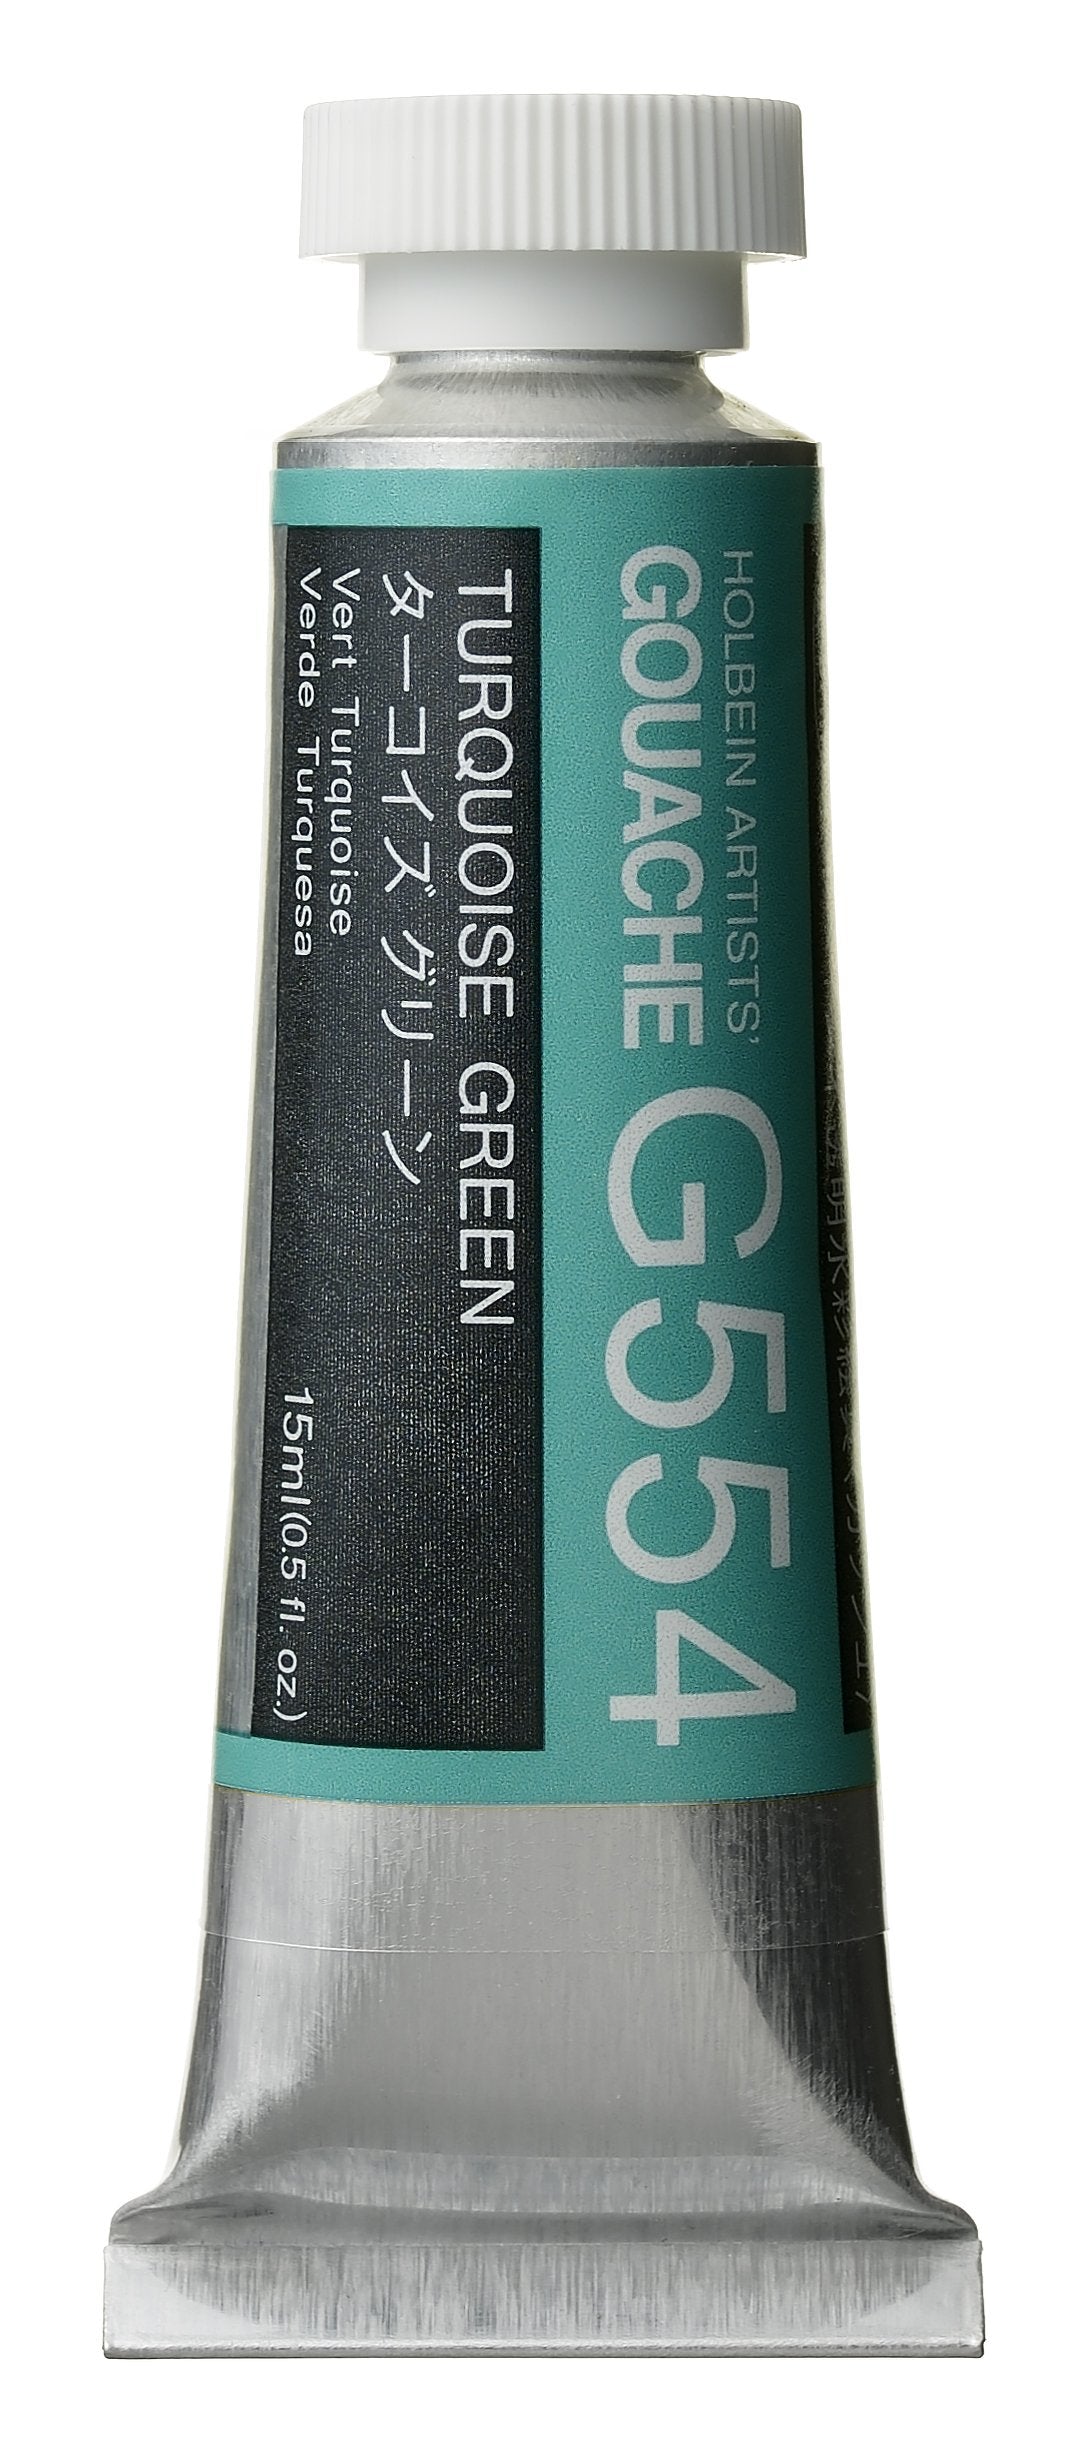 HOLBEIN ARTISTS'
GOUACHE G554
TURQUOISE GREEN
ターコイズ グリーン
Vert Turquoise
Verde Turquesa
15ml(0.5 fl. oz.)